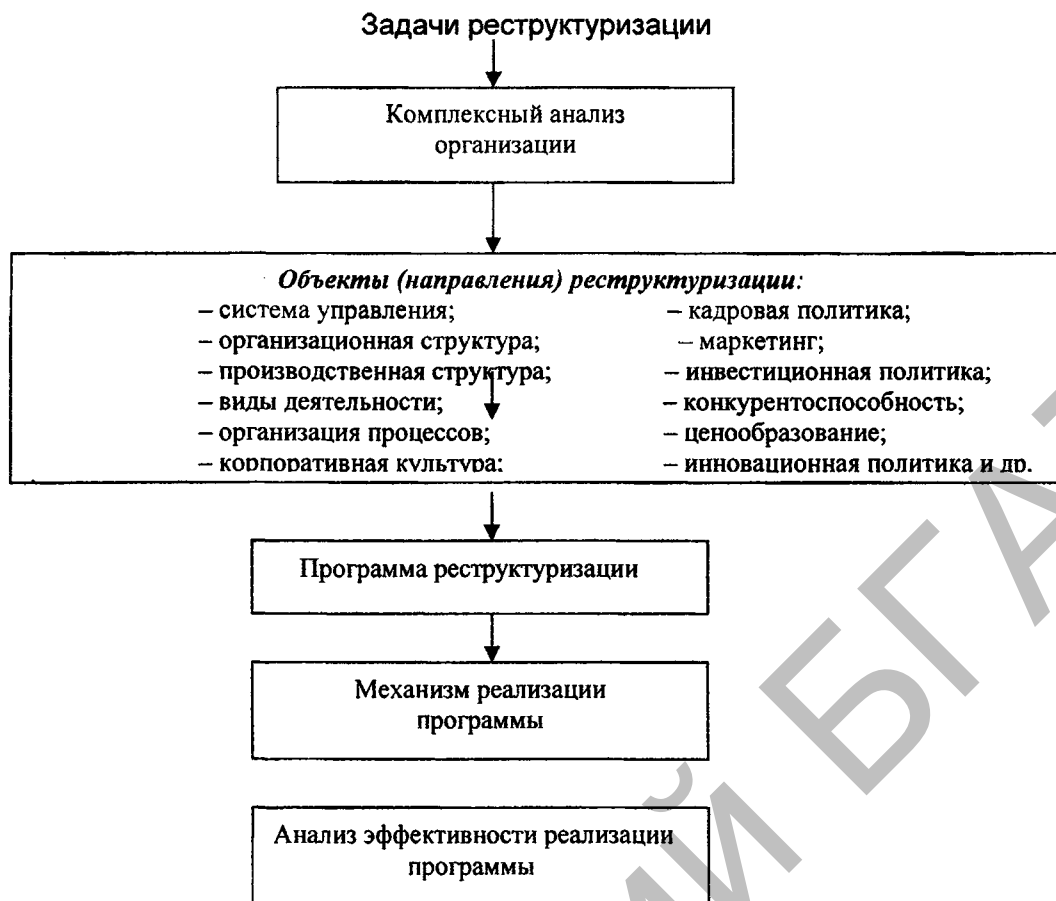 Задачи реструктуризации
Комплексный анализ
организации
Объекты (направления) реструктуризации:
– система управления;
– организационная структура;
– производственная структура;
– виды деятельности;
– организация процессов;
– корпоративная культура;
– кадровая политика;
– маркетинг;
– инвестиционная политика;
– конкурентоспособность;
– ценообразование;
– инновационная политика и др.
Программа реструктуризации
Механизм реализации
программы
Анализ эффективности реализации
программы